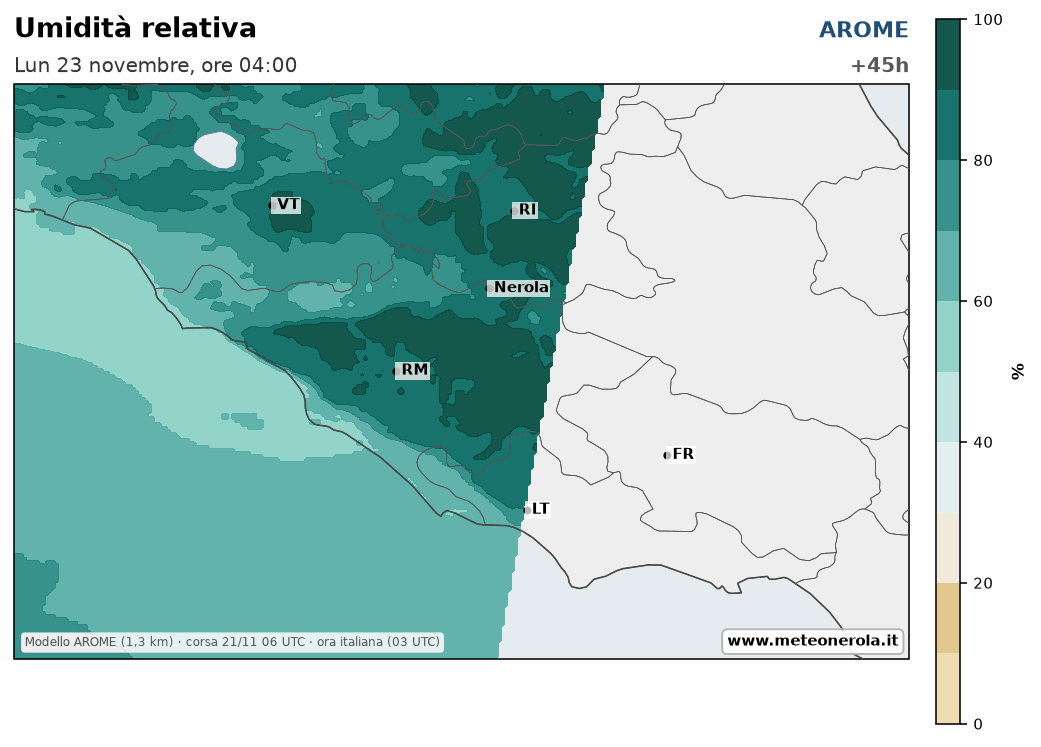 Umidità relativa
AROME
Lun 23 novembre, ore 04:00
+45h
VT
RI
Nerola
RM
FR
LT
Modello AROME (1,3 km) · corsa 21/11 06 UTC · ora italiana (03 UTC)
www.meteonerola.it
100
80
60
40
20
0
%